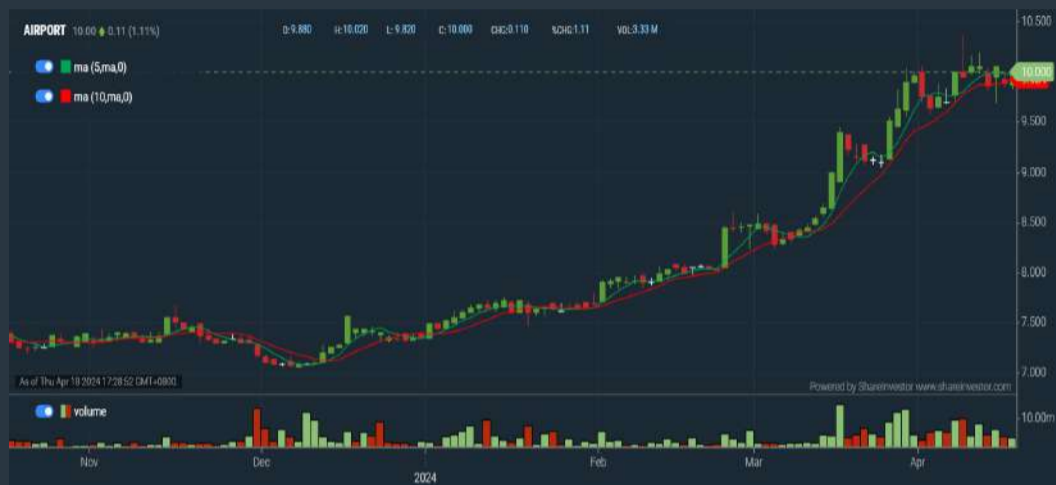 AIRPORT 10.00 0.11 (1.11%) O:9.880 H:10.020 L:9.820 C:10.000 CHG:0.110 %CHG:1.11 VOL:3.33 M
ma (5,ma,0)
ma (10,ma,0)
10.500
10.000
9.500
9.000
8.500
8.000
7.500
7.000
As of Thu Apr 18 2024 17:28:52 GMT+0800
Powered by ShareInvestor www.shareinvestor.com
volume
10.00m
Nov Dec Feb Mar Apr
2024